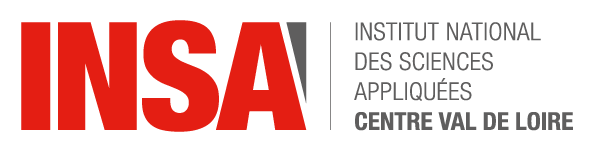 INSA
INSTITUT NATIONAL
DES SCIENCES
APPLIQUÉES
CENTRE VAL DE LOIRE